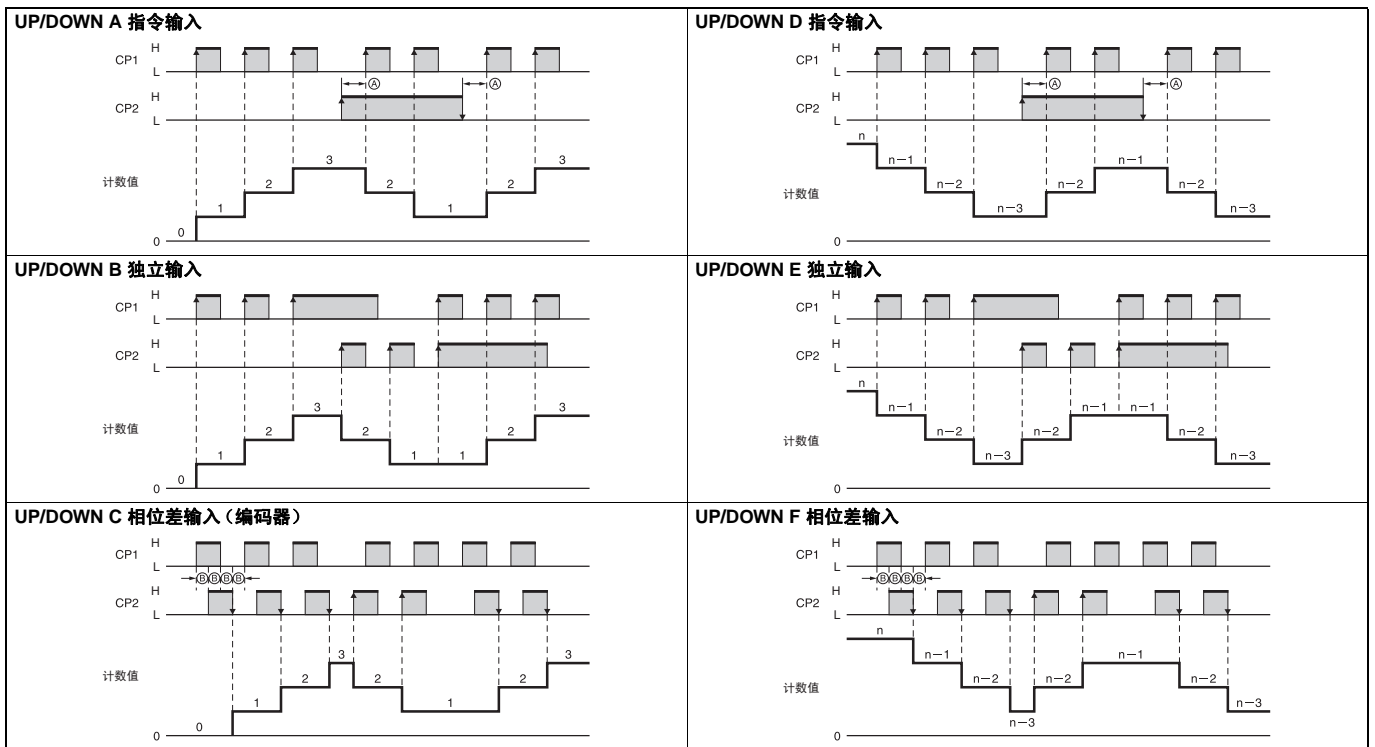 UP/DOWN A 指令输入
H
CP1
L
Ⓐ Ⓐ
H
CP2
L
3 3
计数值
2 2 2
1 1
0
0
UP/DOWN D 指令输入
H
CP1
L
Ⓐ Ⓐ
H
CP2
L
n
n－1 n－1
计数值
n－2 n－2 n－2
n－3 n－3
0
UP/DOWN B 独立输入
H
CP1
L
H
CP2
L
3 3
计数值
2 2 2
1 1 1
0
0
UP/DOWN E 独立输入
H
CP1
L
H
CP2
L
n
n－1 n－1 n－1
计数值
n－2 n－2 n－2
n－3 n－3
0
UP/DOWN C 相位差输入（编码器）
H
CP1
L
ⒷⒷⒷⒷ
H
CP2
L
3 3
计数值
2 2 2
1 1
0
0
UP/DOWN F 相位差输入
H
CP1
L
ⒷⒷⒷⒷ
H
CP2
L
n
n－1 n－1
计数值
n－2 n－2 n－2
n－3
n－3
0